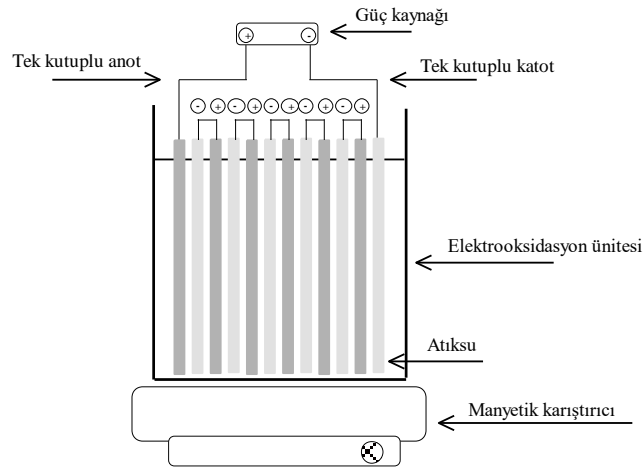 Güç kaynağı
+ -
Tek kutuplu anot
Tek kutuplu katot
- + - + - + - + - +
Elektrooksidasyon ünitesi
Atıksu
Manyetik karıştırıcı